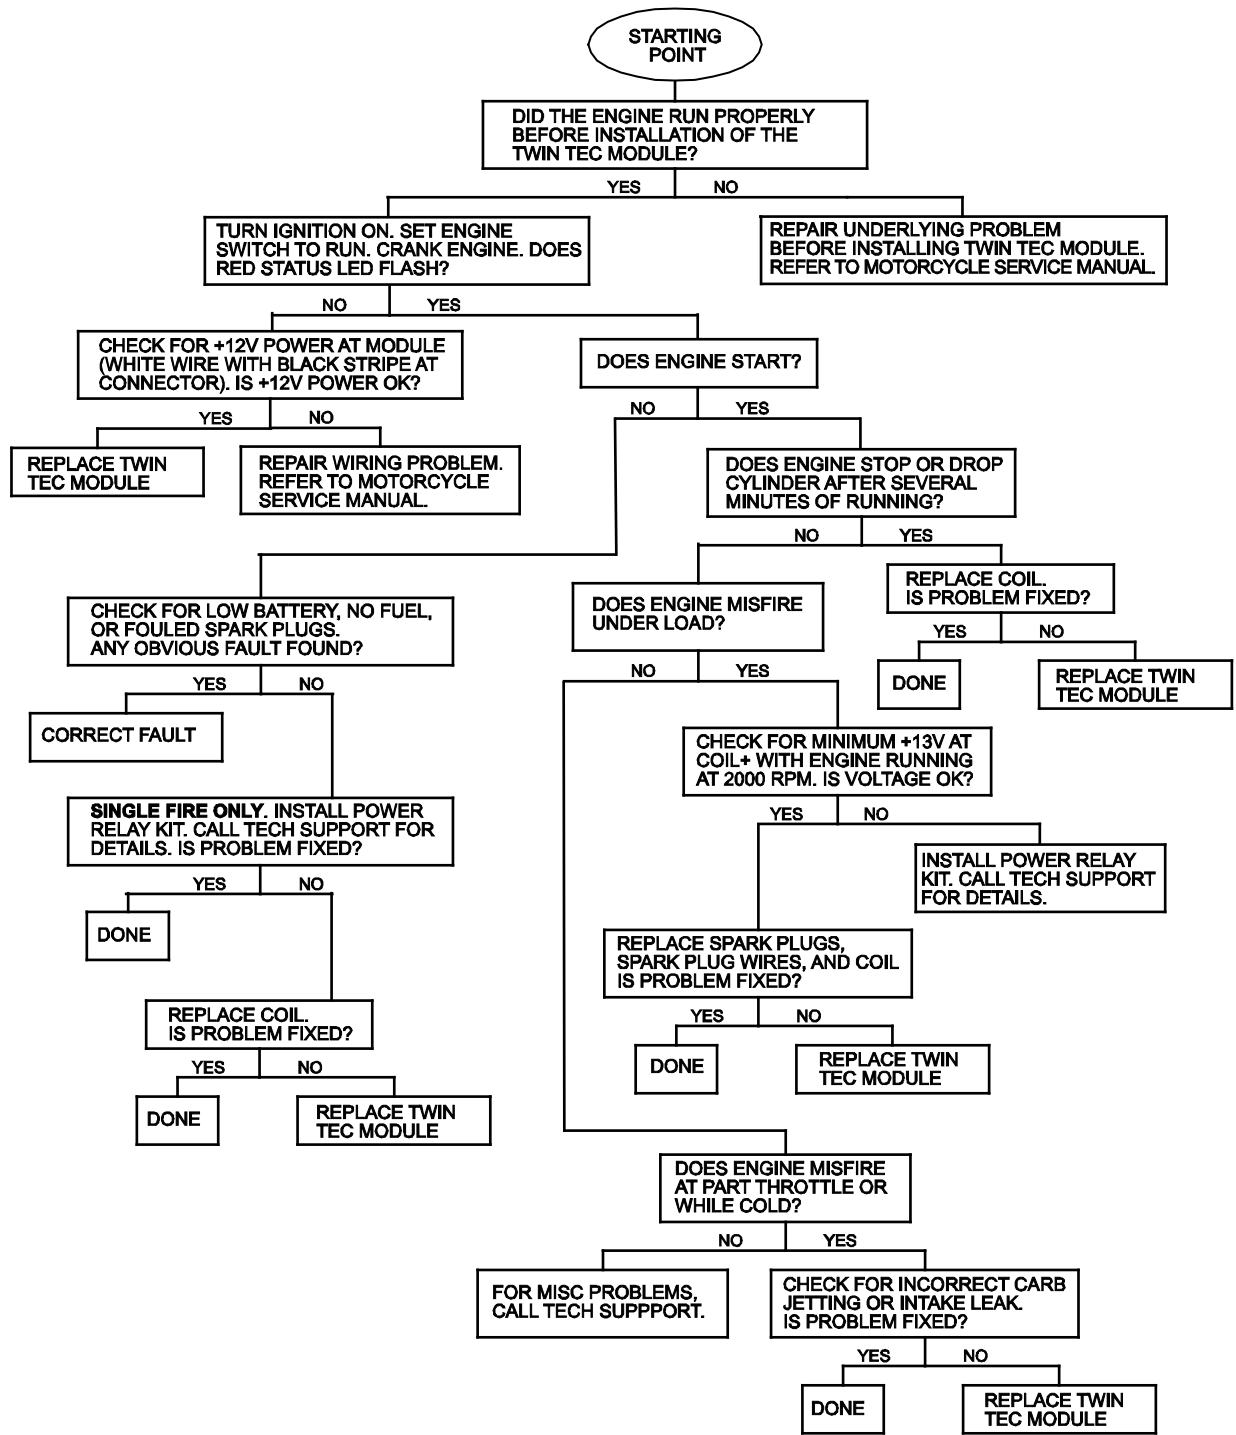 STARTING
POINT
DID THE ENGINE RUN PROPERLY
BEFORE INSTALLATION OF THE
TWIN TEC MODULE?
YES
NO
TURN IGNITION ON. SET ENGINE
SWITCH TO RUN. CRANK ENGINE. DOES
RED STATUS LED FLASH?
REPAIR UNDERLYING PROBLEM
BEFORE INSTALLING TWIN TEC MODULE.
REFER TO MOTORCYCLE SERVICE MANUAL.
NO
YES
CHECK FOR +12V POWER AT MODULE
(WHITE WIRE WITH BLACK STRIPE AT
CONNECTOR). IS +12V POWER OK?
DOES ENGINE START?
YES
NO
NO
YES
REPLACE TWIN
TEC MODULE
REPAIR WIRING PROBLEM.
REFER TO MOTORCYCLE
SERVICE MANUAL.
DOES ENGINE STOP OR DROP
CYLINDER AFTER SEVERAL
MINUTES OF RUNNING?
NO
YES
CHECK FOR LOW BATTERY, NO FUEL,
OR FOULED SPARK PLUGS.
ANY OBVIOUS FAULT FOUND?
DOES ENGINE MISFIRE
UNDER LOAD?
REPLACE COIL.
IS PROBLEM FIXED?
YES
NO
DONE
REPLACE TWIN
TEC MODULE
YES
NO
NO
YES
CORRECT FAULT
CHECK FOR MINIMUM +13V AT
COIL+ WITH ENGINE RUNNING
AT 2000 RPM. IS VOLTAGE OK?
SINGLE FIRE ONLY. INSTALL POWER
RELAY KIT. CALL TECH SUPPORT FOR
DETAILS. IS PROBLEM FIXED?
YES
NO
INSTALL POWER RELAY
KIT. CALL TECH SUPPORT
FOR DETAILS.
YES
NO
DONE
REPLACE SPARK PLUGS,
SPARK PLUG WIRES, AND COIL
IS PROBLEM FIXED?
REPLACE COIL.
IS PROBLEM FIXED?
YES
NO
DONE
REPLACE TWIN
TEC MODULE
YES
NO
DONE
REPLACE TWIN
TEC MODULE
DOES ENGINE MISFIRE
AT PART THROTTLE OR
WHILE COLD?
NO
YES
FOR MISC PROBLEMS,
CALL TECH SUPPPORT.
CHECK FOR INCORRECT CARB
JETTING OR INTAKE LEAK.
IS PROBLEM FIXED?
YES
NO
DONE
REPLACE TWIN
TEC MODULE